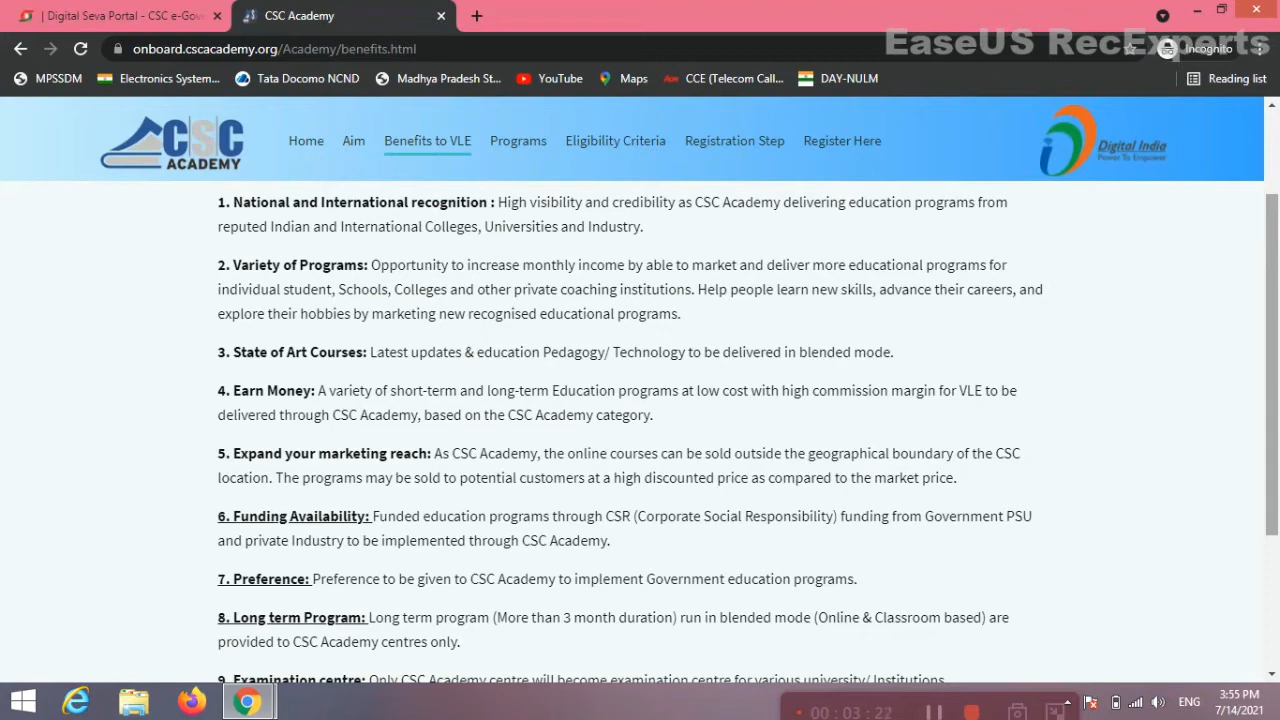 | Digital Seva Portal - CSC e-Gov
CSC Academy
onboard.cscacademy.org/Academy/benefits.html
EaseUS RecExperts
Incognito
MPSSDM
Electronics System...
Tata Docomo NCND
Madhya Pradesh St...
YouTube
Maps
CCE (Telecom Call...
DAY-NULM
Reading list
CSC ACADEMY
Home
Aim
Benefits to VLE
Programs
Eligibility Criteria
Registration Step
Register Here
Digital India
Power To Empower
1. National and International recognition : High visibility and credibility as CSC Academy delivering education programs from
reputed Indian and International Colleges, Universities and Industry.
2. Variety of Programs: Opportunity to increase monthly income by able to market and deliver more educational programs for
individual student, Schools, Colleges and other private coaching institutions. Help people learn new skills, advance their careers, and
explore their hobbies by marketing new recognised educational programs.
3. State of Art Courses: Latest updates & education Pedagogy/ Technology to be delivered in blended mode.
4. Earn Money: A variety of short-term and long-term Education programs at low cost with high commission margin for VLE to be
delivered through CSC Academy, based on the CSC Academy category.
5. Expand your marketing reach: As CSC Academy, the online courses can be sold outside the geographical boundary of the CSC
location. The programs may be sold to potential customers at a high discounted price as compared to the market price.
6. Funding Availability: Funded education programs through CSR (Corporate Social Responsibility) funding from Government PSU
and private Industry to be implemented through CSC Academy.
7. Preference: Preference to be given to CSC Academy to implement Government education programs.
8. Long term Program: Long term program (More than 3 month duration) run in blended mode (Online & Classroom based) are
provided to CSC Academy centres only.
9. Examination centre: Only CSC Academy centre will become examination centre for various university/ Institutions
00 : 03 : 22
ENG
3:55 PM
7/14/2021